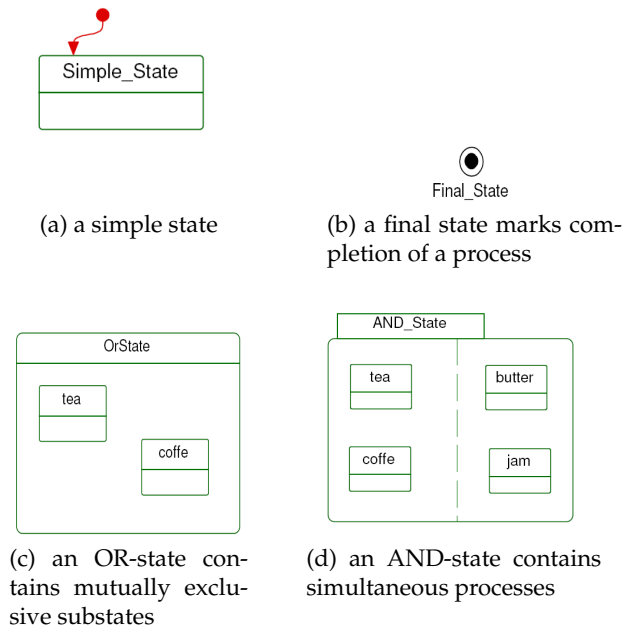 Simple_State
Final_State
(a) a simple state
(b) a final state marks com-
pletion of a process
OrState
tea
coffe
AND_State
tea
butter
coffe
jam
(c) an OR-state con-
tains mutually exclu-
sive substates
(d) an AND-state contains
simultaneous processes